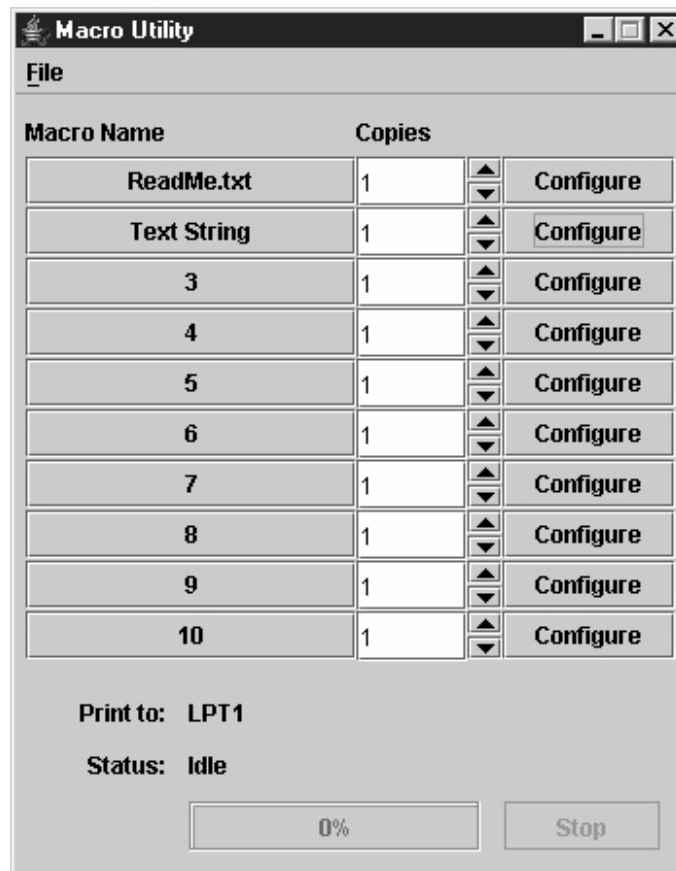 Macro Utility
File
Macro Name Copies
ReadMe.txt 1 Configure
Text String 1 Configure
3 1 Configure
4 1 Configure
5 1 Configure
6 1 Configure
7 1 Configure
8 1 Configure
9 1 Configure
10 1 Configure
Print to: LPT1
Status: Idle
0% Stop